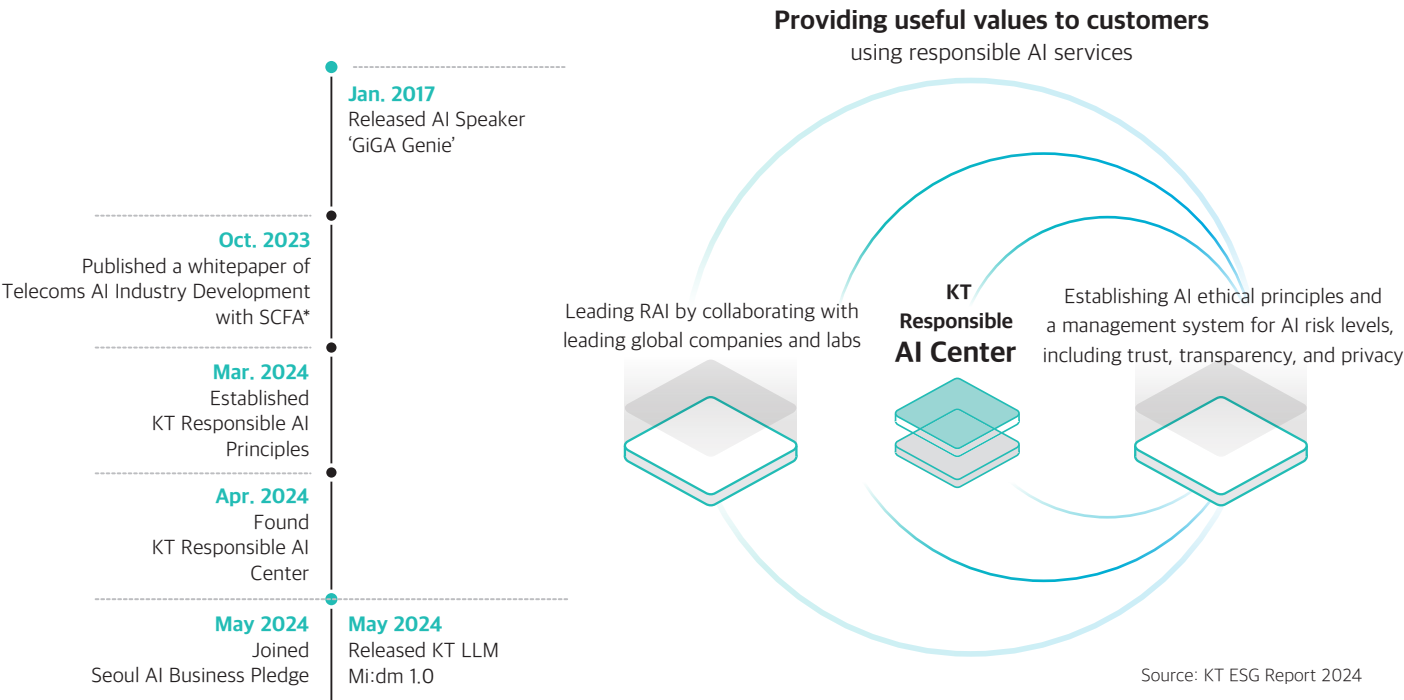 Providing useful values to customers
using responsible AI services
Jan. 2017
Released AI Speaker
‘GiGA Genie’
Oct. 2023
Published a whitepaper of
Telecoms AI Industry Development
with SCFA*
Mar. 2024
Established
KT Responsible AI
Principles
Apr. 2024
Found
KT Responsible AI
Center
May 2024
Joined
Seoul AI Business Pledge
May 2024
Released KT LLM
Mi:dm 1.0
Leading RAI by collaborating with
leading global companies and labs
KT
Responsible
AI Center
Establishing AI ethical principles and
a management system for AI risk levels,
including trust, transparency, and privacy
Source: KT ESG Report 2024